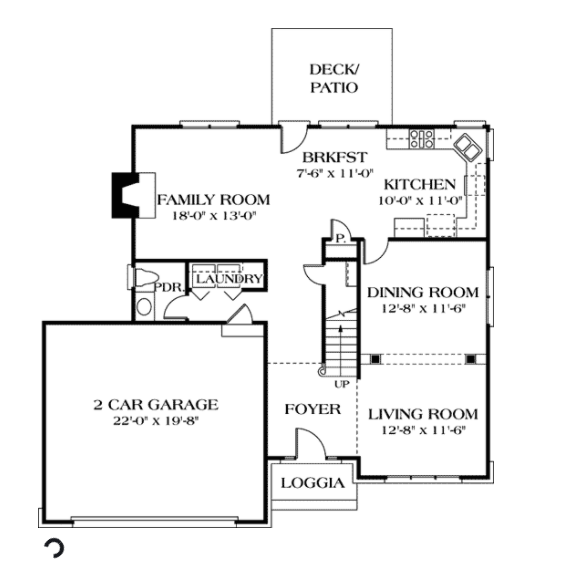 DECK/
PATIO
BRKFST
7'-6" x 11'-0"
KITCHEN
10'-0" x 11'-0"
FAMILY ROOM
18'-0" x 13'-0"
P.
LAUNDRY
PDR.
DINING ROOM
12'-8" x 11'-6"
UP
2 CAR GARAGE
22'-0" x 19'-8"
FOYER
LIVING ROOM
12'-8" x 11'-6"
LOGGIA